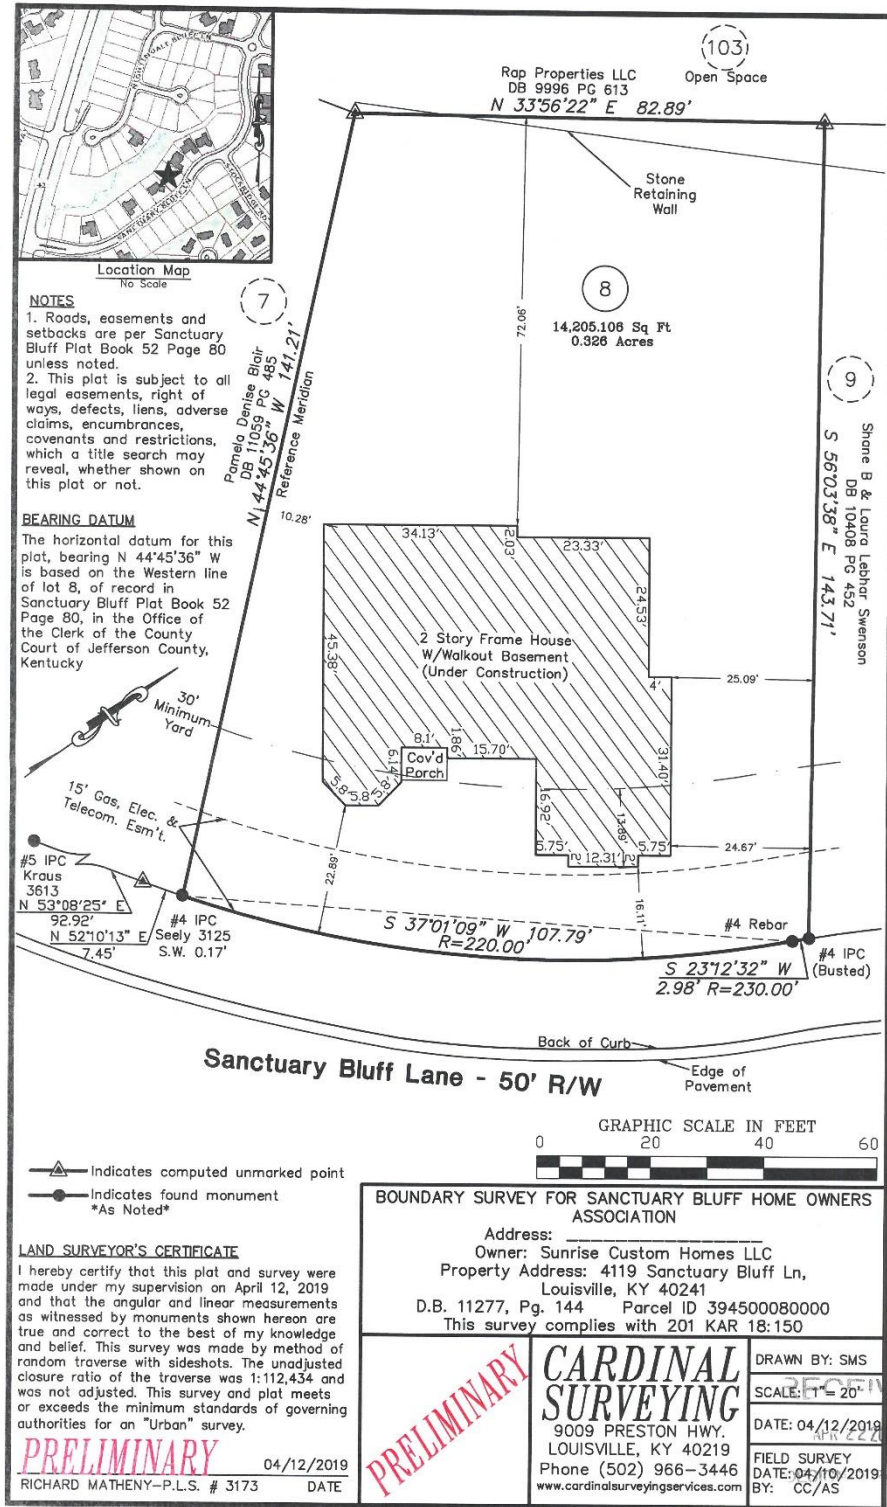 NIGHTINGALE BLUFF LN
SANCTUARY BLUFF LN
STOCKBRIDGE RD
Location Map
No Scale
103
Open Space
Rap Properties LLC
DB 9996 PG 613
N 33°56'22" E 82.89'
Stone
Retaining
Wall
7
8
14,205.106 Sq Ft
0.326 Acres
72.06'
9
Shane B & Laura Lebhar Swenson
DB 10408 PG 452
S 56°03'38" E 143.71'
Pamela Denise Blair
DB 11059 PG 485
N 44°45'36" W 141.21'
Reference Meridian
NOTES
1. Roads, easements and
setbacks are per Sanctuary
Bluff Plat Book 52 Page 80
unless noted.
2. This plat is subject to all
legal easements, right of
ways, defects, liens, adverse
claims, encumbrances,
covenants and restrictions,
which a title search may
reveal, whether shown on
this plat or not.
BEARING DATUM
The horizontal datum for this
plat, bearing N 44°45'36" W
is based on the Western line
of lot 8, of record in
Sanctuary Bluff Plat Book 52
Page 80, in the Office of
the Clerk of the County
Court of Jefferson County,
Kentucky
10.28'
34.13'
2.03'
23.33'
24.53'
45.38'
2 Story Frame House
W/Walkout Basement
(Under Construction)
4'
25.09'
31.40'
8.1'
1.86'
15.70'
6.14'
Cov'd
Porch
5.8'
5.8'
5.8'
16.92'
13.89'
5.75'
2'
12.31'
2'
5.75'
24.67'
22.89'
16.11'
N
30'
Minimum
Yard
15' Gas, Elec. &
Telecom. Esm't.
#5 IPC
Kraus
3613
N 53°08'25" E
92.92'
N 52°10'13" E
7.45'
#4 IPC
Seely 3125
S.W. 0.17'
S 37°01'09" W 107.79'
R=220.00'
#4 Rebar
#4 IPC
(Busted)
S 23°12'32" W
2.98' R=230.00'
Back of Curb
Edge of
Pavement
Sanctuary Bluff Lane - 50' R/W
GRAPHIC SCALE IN FEET
0 20 40 60
Indicates computed unmarked point
Indicates found monument
*As Noted*
LAND SURVEYOR'S CERTIFICATE
I hereby certify that this plat and survey were
made under my supervision on April 12, 2019
and that the angular and linear measurements
as witnessed by monuments shown hereon are
true and correct to the best of my knowledge
and belief. This survey was made by method of
random traverse with sideshots. The unadjusted
closure ratio of the traverse was 1:112,434 and
was not adjusted. This survey and plat meets
or exceeds the minimum standards of governing
authorities for an "Urban" survey.
PRELIMINARY
04/12/2019
RICHARD MATHENY-P.L.S. # 3173 DATE
BOUNDARY SURVEY FOR SANCTUARY BLUFF HOME OWNERS
ASSOCIATION
Address:
Owner: Sunrise Custom Homes LLC
Property Address: 4119 Sanctuary Bluff Ln,
Louisville, KY 40241
D.B. 11277, Pg. 144 Parcel ID 394500080000
This survey complies with 201 KAR 18:150
PRELIMINARY
CARDINAL
SURVEYING
9009 PRESTON HWY.
LOUISVILLE, KY 40219
Phone (502) 966-3446
www.cardinalsurveyingservices.com
DRAWN BY: SMS
SCALE: 1"= 20'
DATE: 04/12/2019
FIELD SURVEY
DATE: 04/10/2019
BY: CC/AS